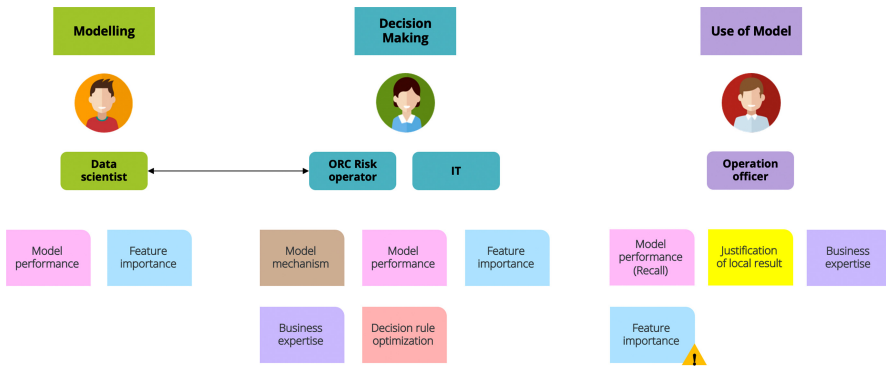 Modelling
Decision
Making
Use of Model
Data
scientist
ORC Risk
operator
IT
Operation
officer
Model
performance
Feature
importance
Model
mechanism
Model
performance
Feature
importance
Model
performance
(Recall)
Justification
of local result
Business
expertise
Business
expertise
Decision rule
optimization
Feature
importance
!